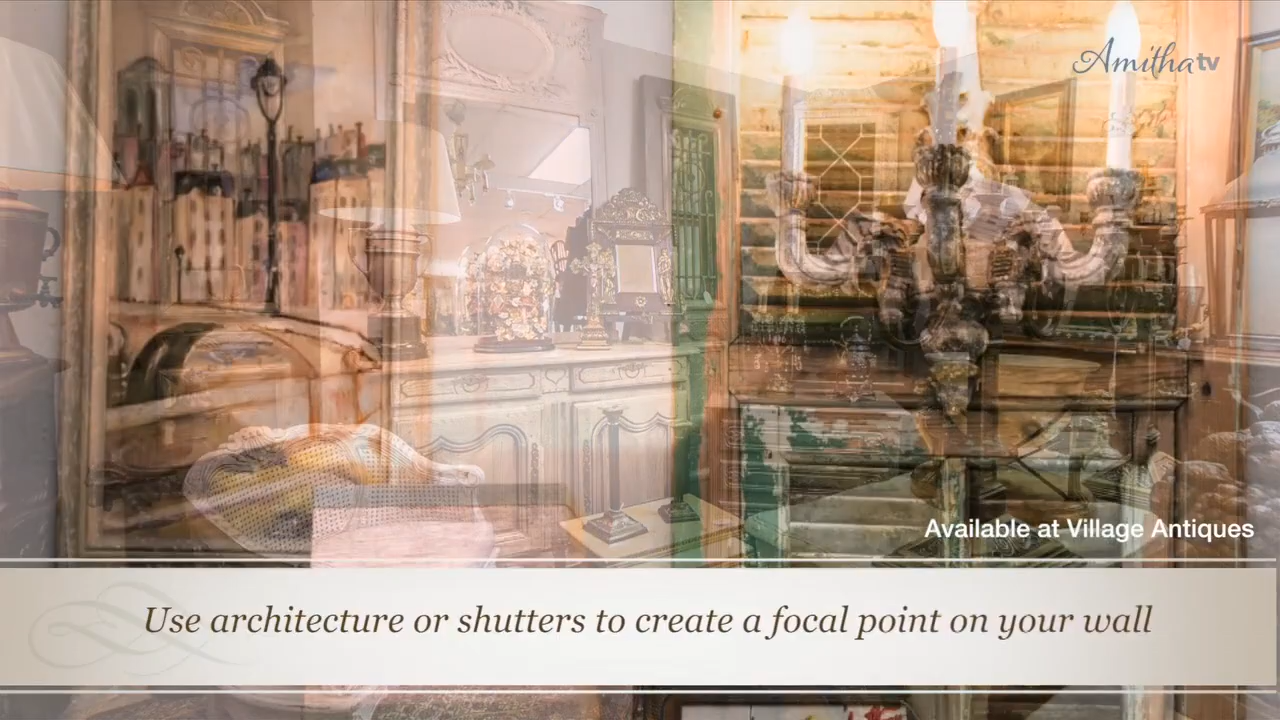 Amitha tv
Available at Village Antiques
Use architecture or shutters to create a focal point on your wall